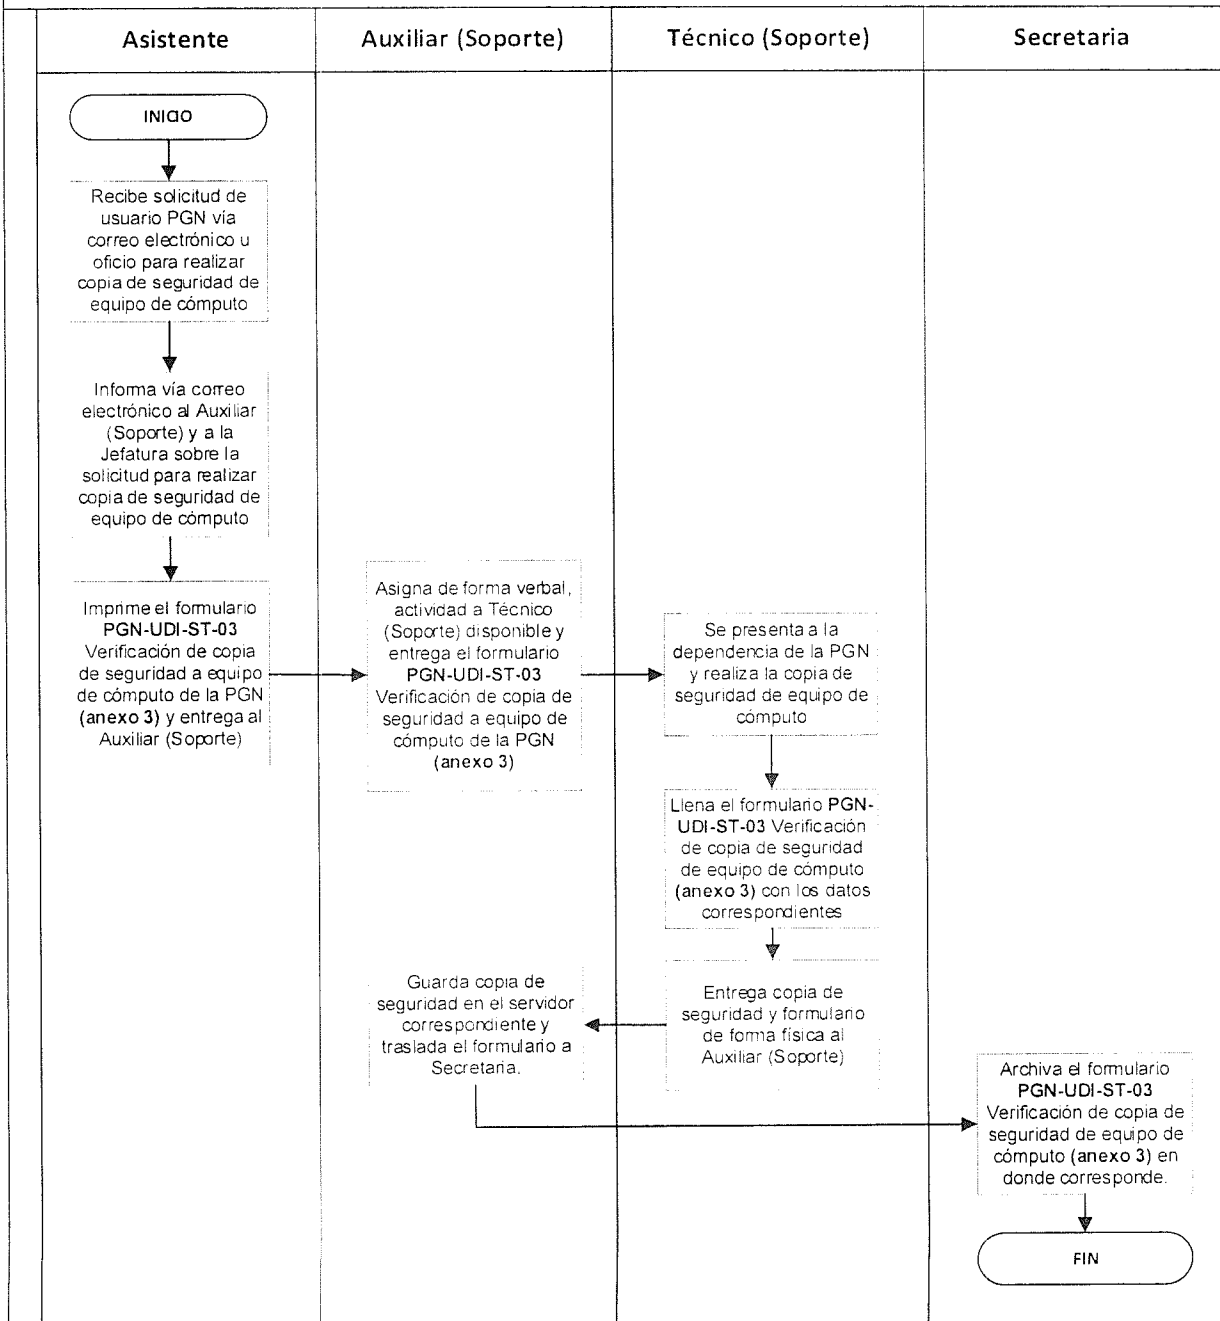 Asistente
Auxiliar (Soporte)
Técnico (Soporte)
Secretaria
INICIO
Recibe solicitud de
usuario PGN vía
correo electrónico u
oficio para realizar
copia de seguridad de
equipo de cómputo
Informa vía correo
electrónico al Auxiliar
(Soporte) y a la
Jefatura sobre la
solicitud para realizar
copia de seguridad de
equipo de cómputo
Imprime el formulario
PGN-UDI-ST-03
Verificación de copia
de seguridad a equipo
de cómputo de la PGN
(anexo 3) y entrega al
Auxiliar (Soporte)
Asigna de forma verbal,
actividad a Técnico
(Soporte) disponible y
entrega el formulario
PGN-UDI-ST-03
Verificación de copia de
seguridad a equipo de
cómputo de la PGN
(anexo 3)
Se presenta a la
dependencia de la PGN
y realiza la copia de
seguridad de equipo de
cómputo
Llena el formulario PGN-
UDI-ST-03 Verificación
de copia de seguridad
de equipo de cómputo
(anexo 3) con los datos
correspondientes
Entrega copia de
seguridad y formulario
de forma física al
Auxiliar (Soporte)
Guarda copia de
seguridad en el servidor
correspondiente y
traslada el formulario a
Secretaria.
Archiva el formulario
PGN-UDI-ST-03
Verificación de copia de
seguridad de equipo de
cómputo (anexo 3) en
donde corresponde.
FIN